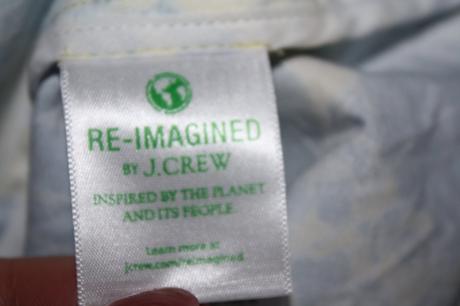 RE-IMAGINED
BY J.CREW
INSPIRED BY THE PLANET
AND ITS PEOPLE.
Learn more at
jcrew.com/reimagined